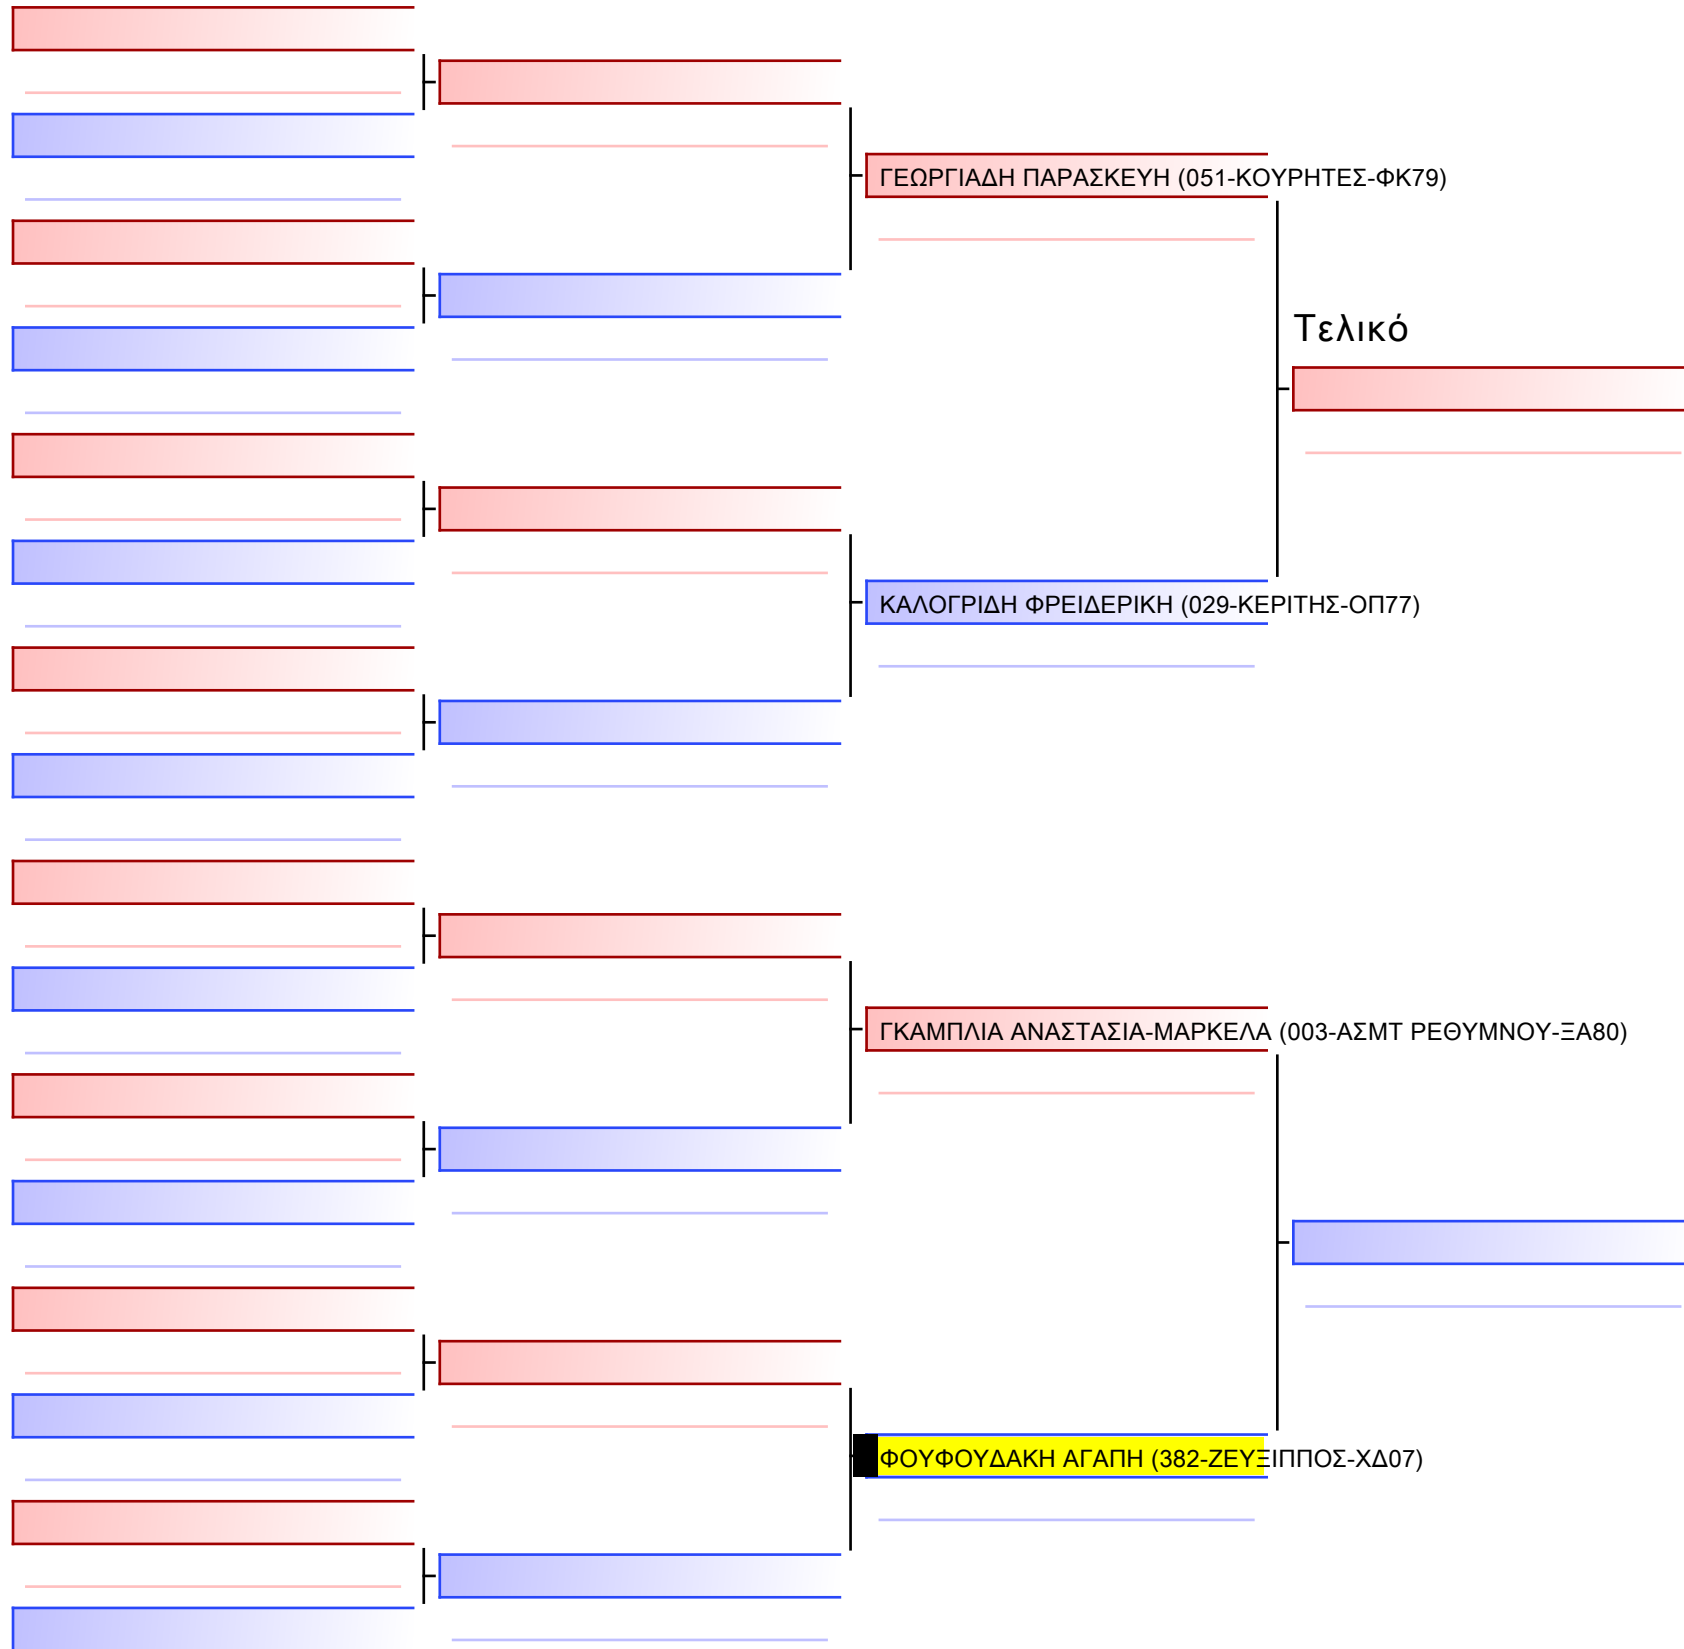 ΓΕΩΡΓΙΑΔΗ ΠΑΡΑΣΚΕΥΗ (051-ΚΟΥΡΗΤΕΣ-ΦΚ79)
Τελικό
ΚΑΛΟΓΡΙΔΗ ΦΡΕΙΔΕΡΙΚΗ (029-ΚΕΡΙΤΗΣ-ΟΠ77)
ΓΚΑΜΠΛΙΑ ΑΝΑΣΤΑΣΙΑ-ΜΑΡΚΕΛΑ (003-ΑΣΜΤ ΡΕΘΥΜΝΟΥ-ΞΑ80)
ΦΟΥΦΟΥΔΑΚΗ ΑΓΑΠΗ (382-ΖΕΥΞΙΠΠΟΣ-ΧΔ07)